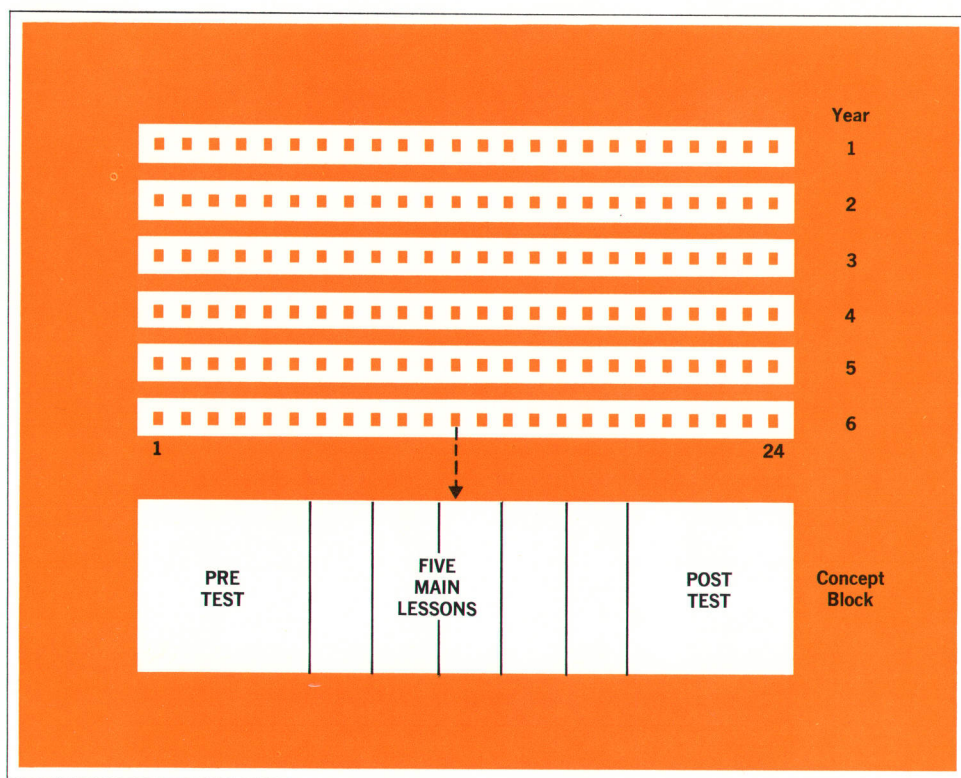 Year
1
2
3
4
5
6
1 24
PRE
TEST
FIVE
MAIN
LESSONS
POST
TEST
Concept
Block